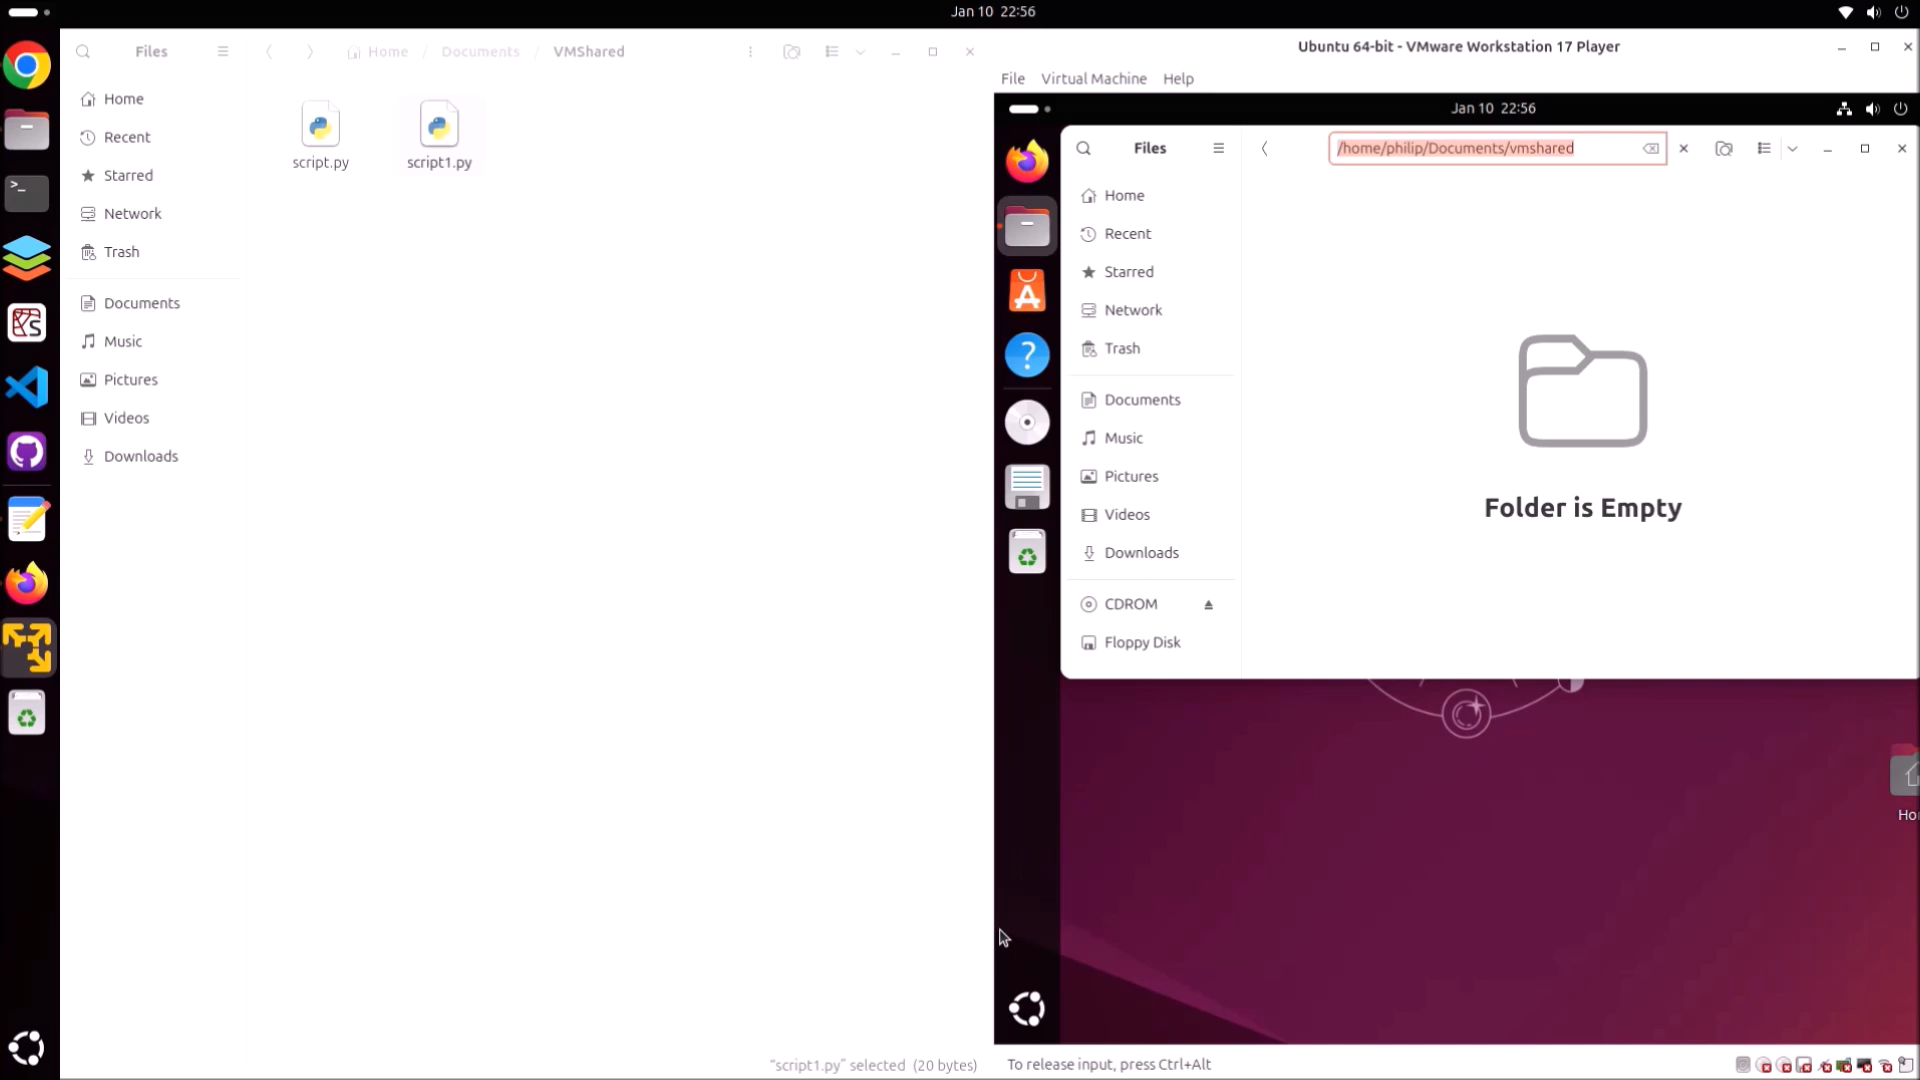 Jan 10 22:56
Files
Home / Documents / VMShared
Home
Recent
Starred
Network
Trash
Documents
Music
Pictures
Videos
Downloads
script.py
script1.py
"script1.py" selected (20 bytes)
Ubuntu 64-bit - VMware Workstation 17 Player
File Virtual Machine Help
Jan 10 22:56
Files
/home/philip/Documents/vmshared
Home
Recent
Starred
Network
Trash
Documents
Music
Pictures
Videos
Downloads
CDROM
Floppy Disk
Folder is Empty
Ho
To release input, press Ctrl+Alt